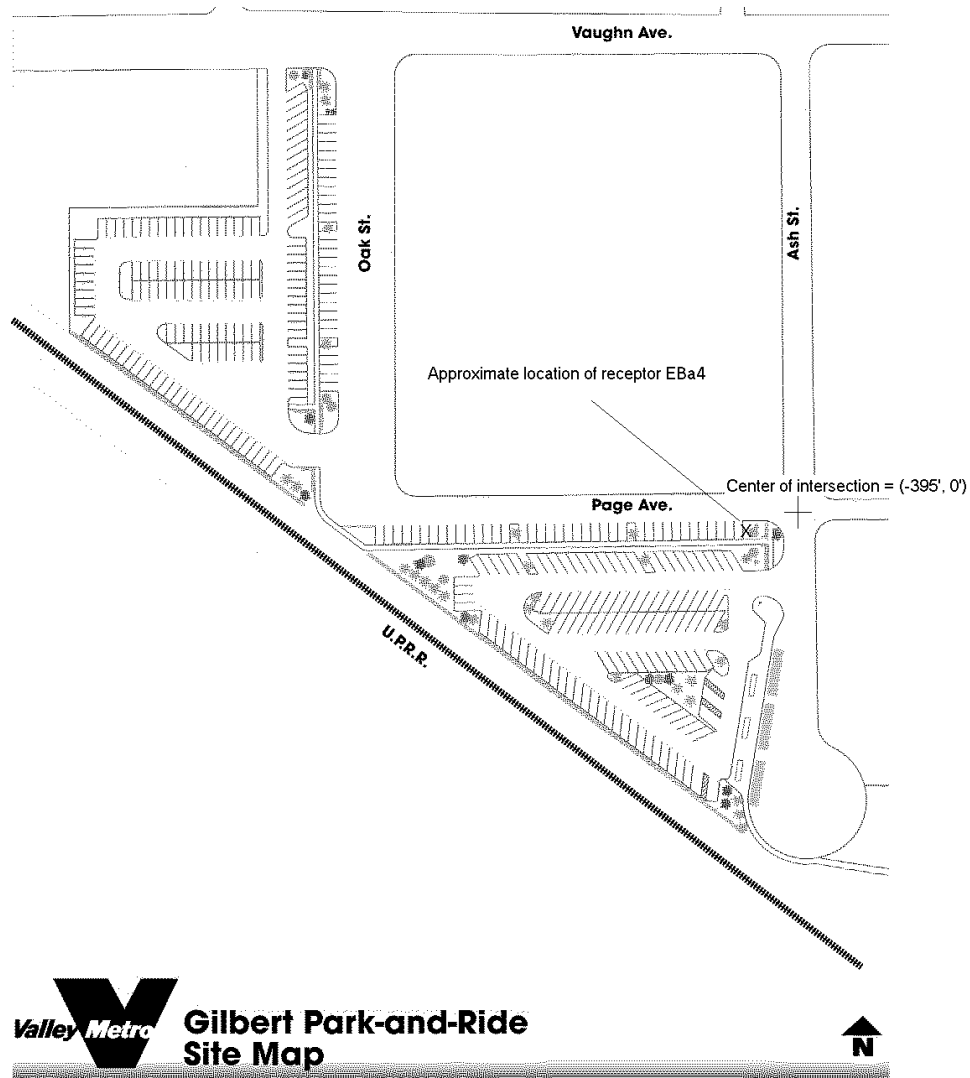 Vaughn Ave.
Oak St.
Ash St.
Approximate location of receptor EBa4
Center of intersection = (-395', 0')
Page Ave.
X
U.P.R.R.
Valley Metro
Gilbert Park-and-Ride
Site Map
N